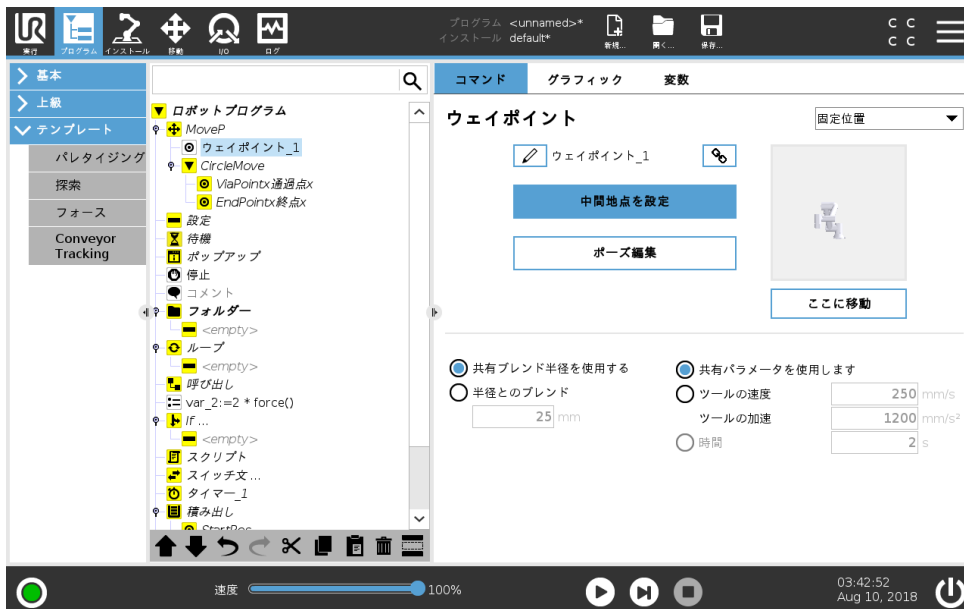 UR
プログラム <unnamed>*
インストール default*
実行
プログラム
インストール
移動
I/O
ログ
新規...
開く...
保存...
C C
C C
基本
上級
テンプレート
パレタイジング
探索
フォース
Conveyor
Tracking
ロボットプログラム
MoveP
ウェイポイント_1
CircleMove
ViaPointx通過点x
EndPointx終点x
設定
待機
ポップアップ
停止
コメント
フォルダー
<empty>
ループ
<empty>
呼び出し
var_2:=2 * force()
If ...
<empty>
スクリプト
スイッチ文 ...
タイマー_1
積み出し
StartPos
コマンド
グラフィック
変数
ウェイポイント
固定位置
ウェイポイント_1
中間地点を設定
ポーズ編集
ここに移動
共有ブレンド半径を使用する
半径とのブレンド
25 mm
共有パラメータを使用します
ツールの速度 250 mm/s
ツールの加速 1200 mm/s²
時間 2 s
速度 100%
03:42:52
Aug 10, 2018